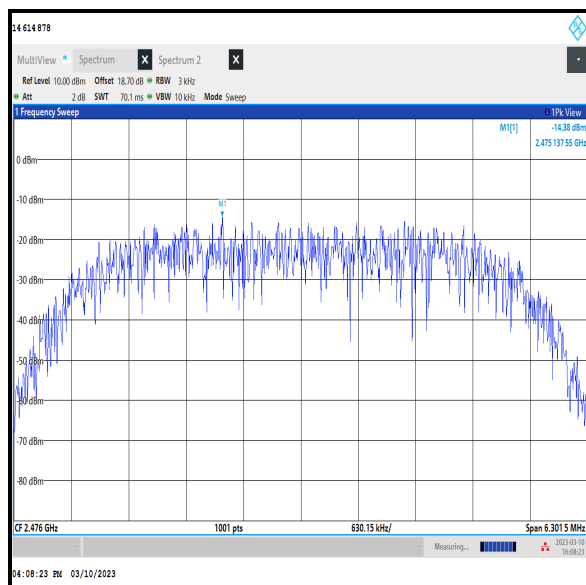 14 614 878
MultiView Spectrum X Spectrum 2 X
Ref Level 10.00 dBm Offset 18.70 dB RBW 3 kHz
Att 2 dB SWT 70.1 ms VBW 10 kHz Mode Sweep
1 Frequency Sweep 1Pk View
M1[1] -14.38 dBm
2.475 137 55 GHz
0 dBm
-10 dBm
M1
-20 dBm
-30 dBm
-40 dBm
-50 dBm
-60 dBm
-70 dBm
-80 dBm
CF 2.476 GHz 1001 pts 630.15 kHz/ Span 6.301 5 MHz
Measuring... 2023-03-10
16:08:23
04:08:23 PM 03/10/2023